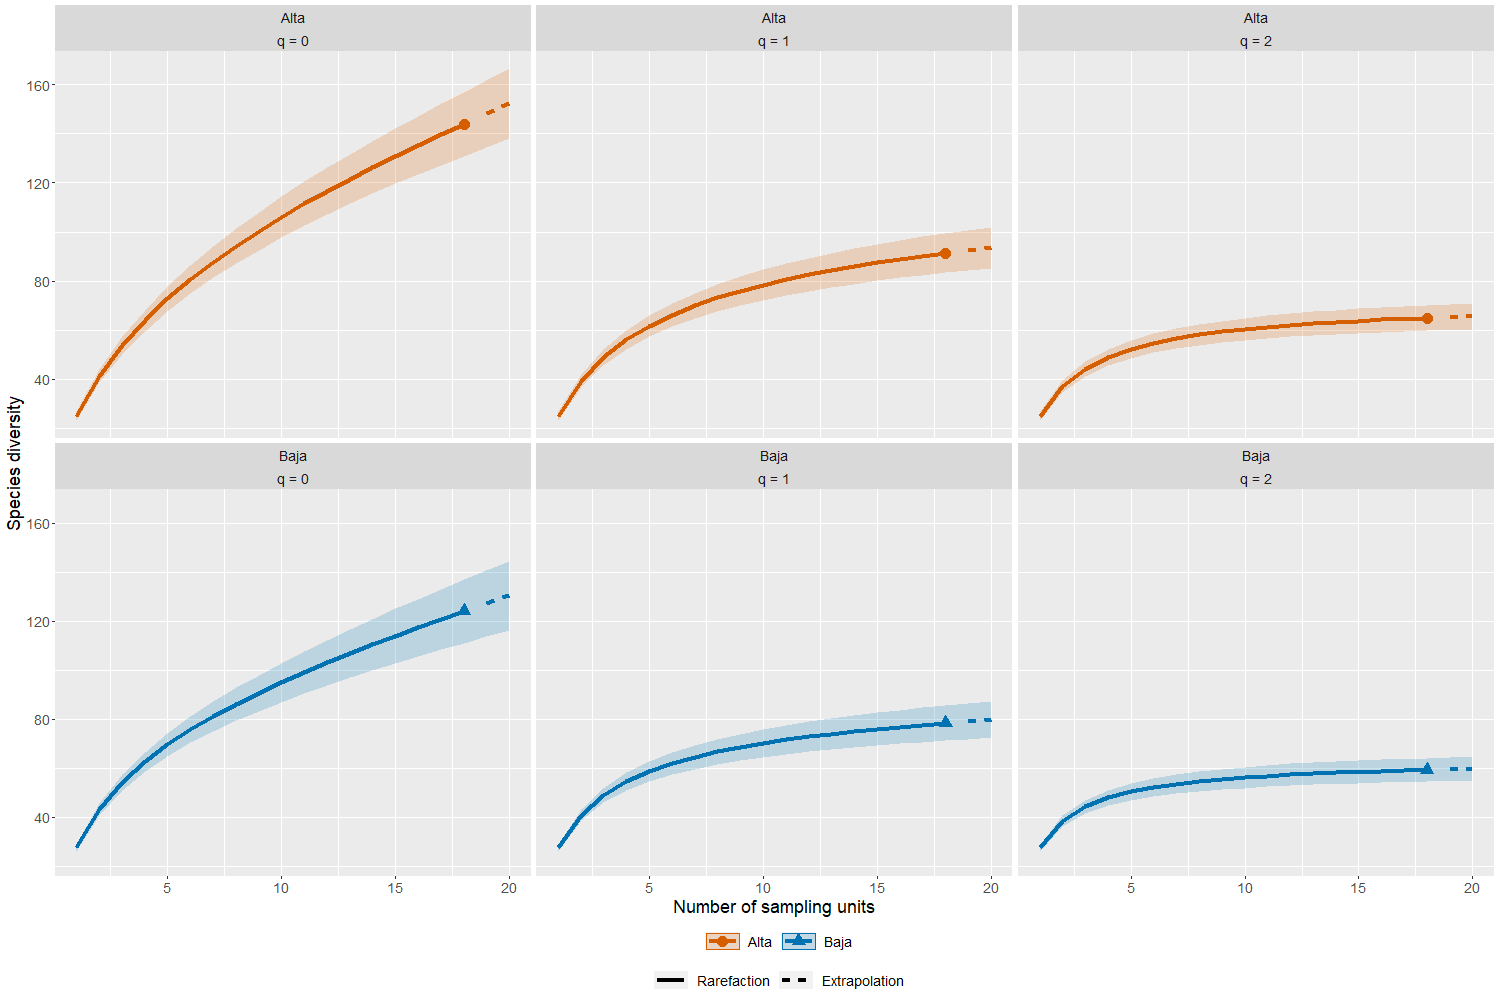 Alta
q = 0
Alta
q = 1
Alta
q = 2
160
120
80
40
Species diversity
Baja
q = 0
Baja
q = 1
Baja
q = 2
160
120
80
40
5 10 15 20
5 10 15 20
5 10 15 20
Number of sampling units
Alta Baja
Rarefaction Extrapolation